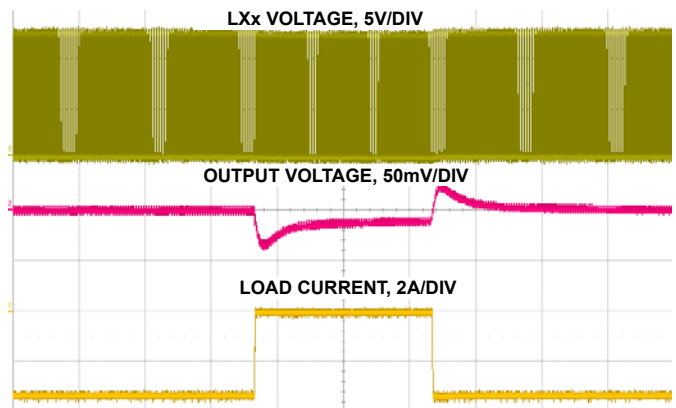 LXx VOLTAGE, 5V/DIV
OUTPUT VOLTAGE, 50mV/DIV
LOAD CURRENT, 2A/DIV